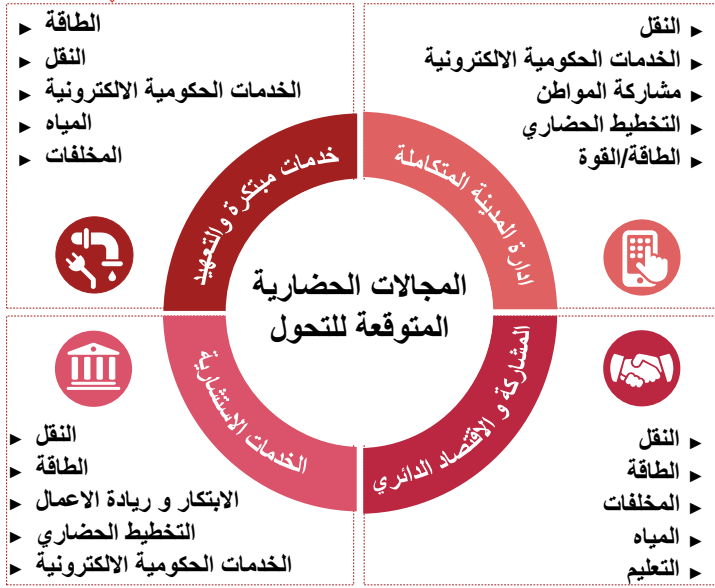 النقل
الخدمات الحكومية الالكترونية
مشاركة المواطن
التخطيط الحضاري
الطاقة/القوة
ادارة المدينة المتكاملة
الطاقة
النقل
الخدمات الحكومية الالكترونية
المياه
المخلفات
خدمات مبتكرة والتعهيد
المجالات الحضارية
المتوقعة للتحول
المشاركة و الاقتصاد الدائري
النقل
الطاقة
المخلفات
المياه
التعليم
الخدمات الاستشارية
النقل
الطاقة
الابتكار و ريادة الاعمال
التخطيط الحضاري
الخدمات الحكومية الالكترونية